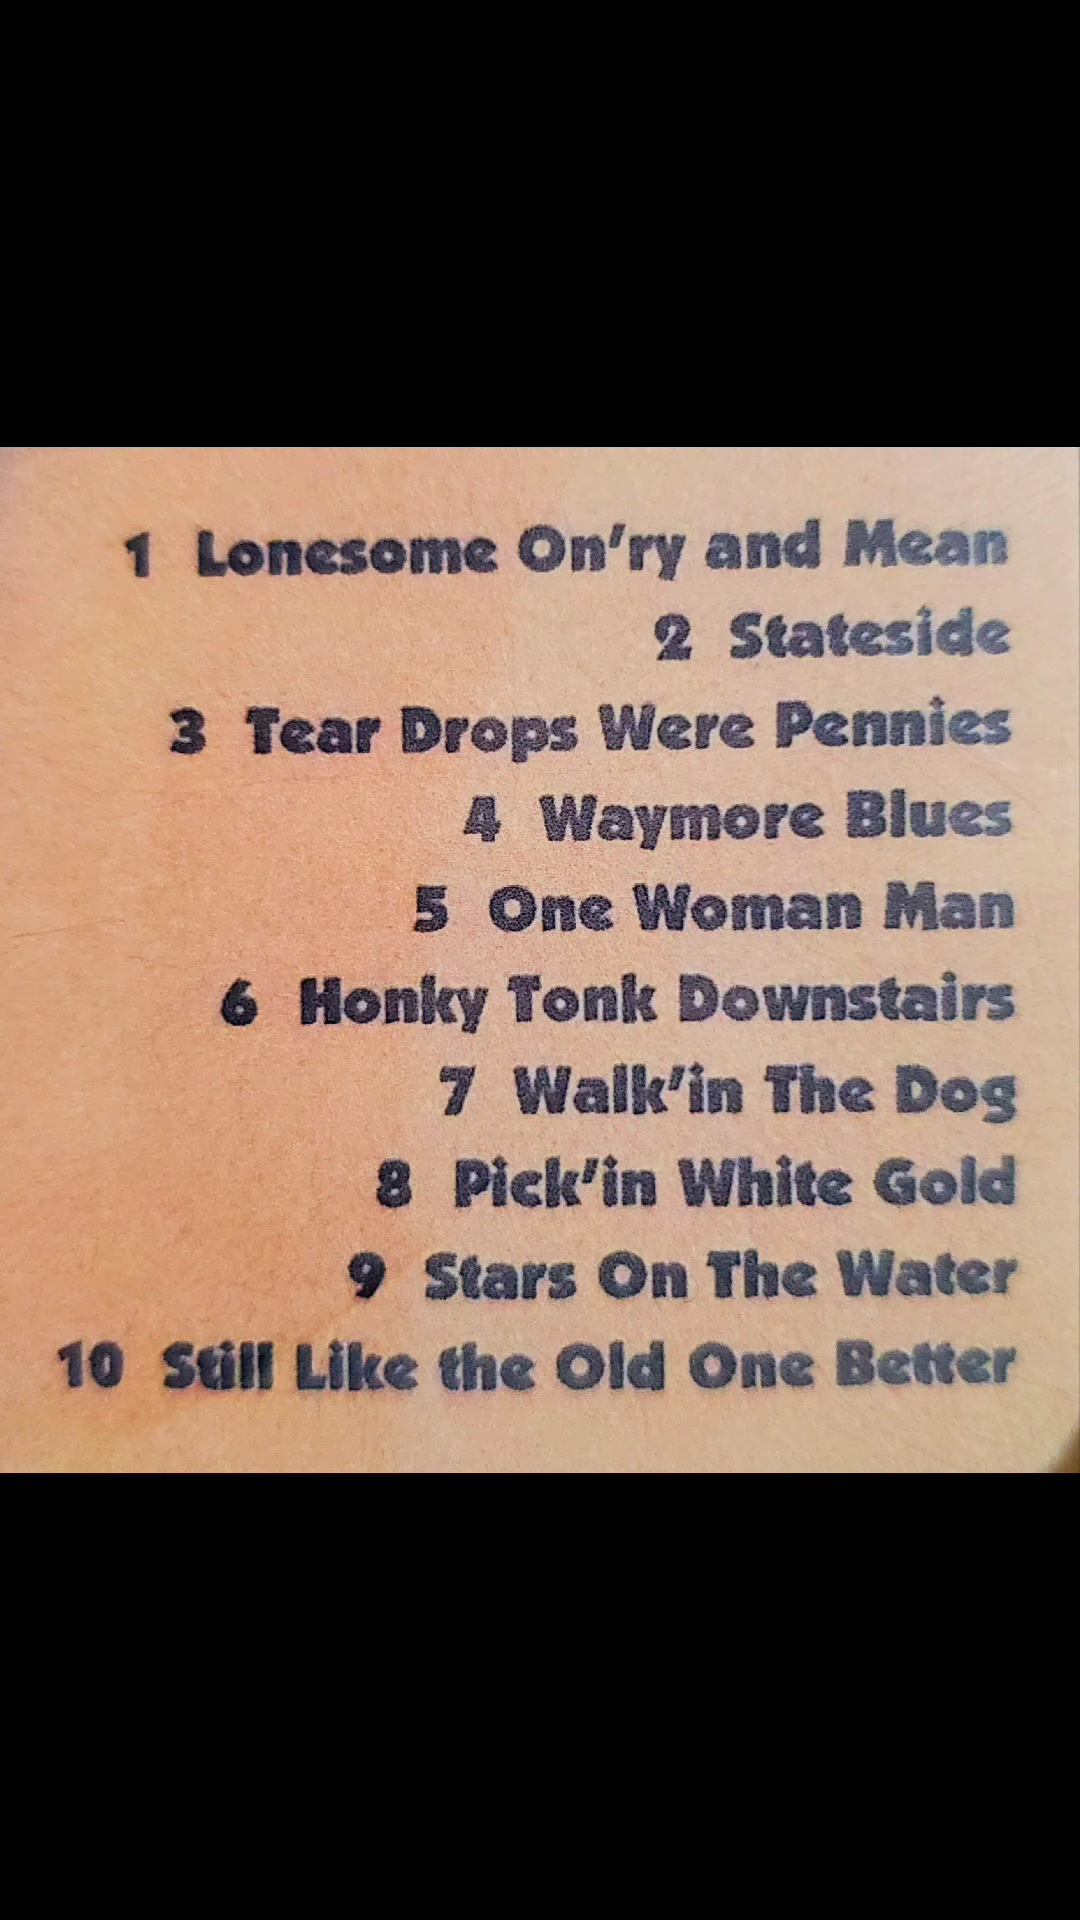 1 Lonesome On'ry and Mean
2 Stateside
3 Tear Drops Were Pennies
4 Waymore Blues
5 One Woman Man
6 Honky Tonk Downstairs
7 Walk'in The Dog
8 Pick'in White Gold
9 Stars On The Water
10 Still Like the Old One Better